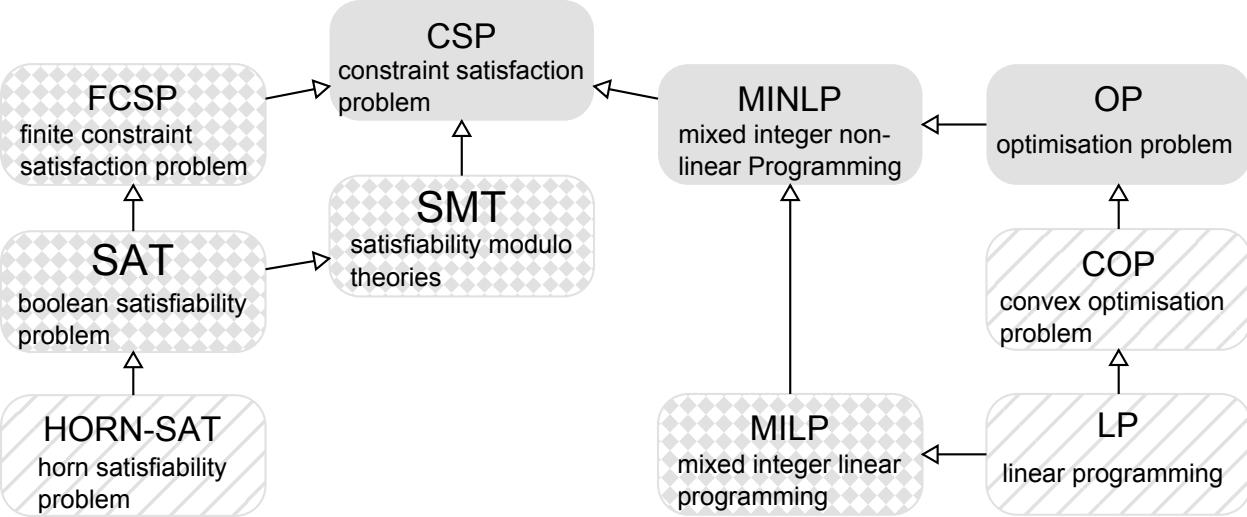 CSP
constraint satisfaction
problem
FCSP
finite constraint
satisfaction problem
MINLP
mixed integer non-
linear Programming
OP
optimisation problem
SMT
satisfiability modulo
theories
SAT
boolean satisfiability
problem
COP
convex optimisation
problem
HORN-SAT
horn satisfiability
problem
MILP
mixed integer linear
programming
LP
linear programming